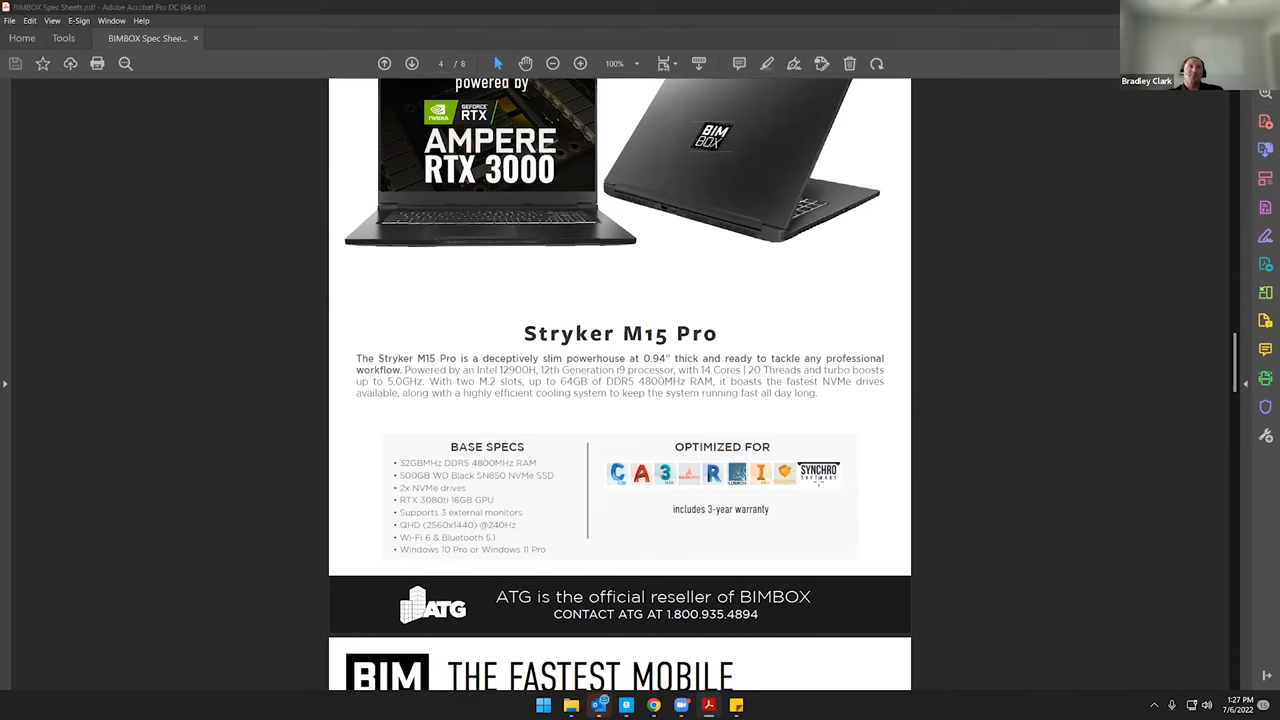 BIMBOX Spec Sheets.pdf - Adobe Acrobat Pro DC (64-bit)
File Edit View E-Sign Window Help
Home Tools BIMBOX Spec Shee... ×
4 / 8 100%
Bradley Clark
powered by
NVIDIA GEFORCE RTX
AMPERE
RTX 3000
BIM
BOX
Stryker M15 Pro
The Stryker M15 Pro is a deceptively slim powerhouse at 0.94" thick and ready to tackle any professional
workflow. Powered by an Intel 12900H, 12th Generation i9 processor, with 14 Cores | 20 Threads and turbo boosts
up to 5.0GHz. With two M.2 slots, up to 64GB of DDR5 4800MHz RAM, it boasts the fastest NVMe drives
available, along with a highly efficient cooling system to keep the system running fast all day long.
BASE SPECS
• 32GBMHz DDR5 4800MHz RAM
• 500GB WD Black SN850 NVMe SSD
• 2x NVMe drives
• RTX 3080ti 16GB GPU
• Supports 3 external monitors
• QHD (2560x1440) @240Hz
• Wi-Fi 6 & Bluetooth 5.1
• Windows 10 Pro or Windows 11 Pro
OPTIMIZED FOR
C A 3 R LUMION I SYNCHRO
SOFTWARE
includes 3-year warranty
ATG
ATG is the official reseller of BIMBOX
CONTACT ATG AT 1.800.935.4894
BIM THE FASTEST MOBILE
1:27 PM
7/6/2022